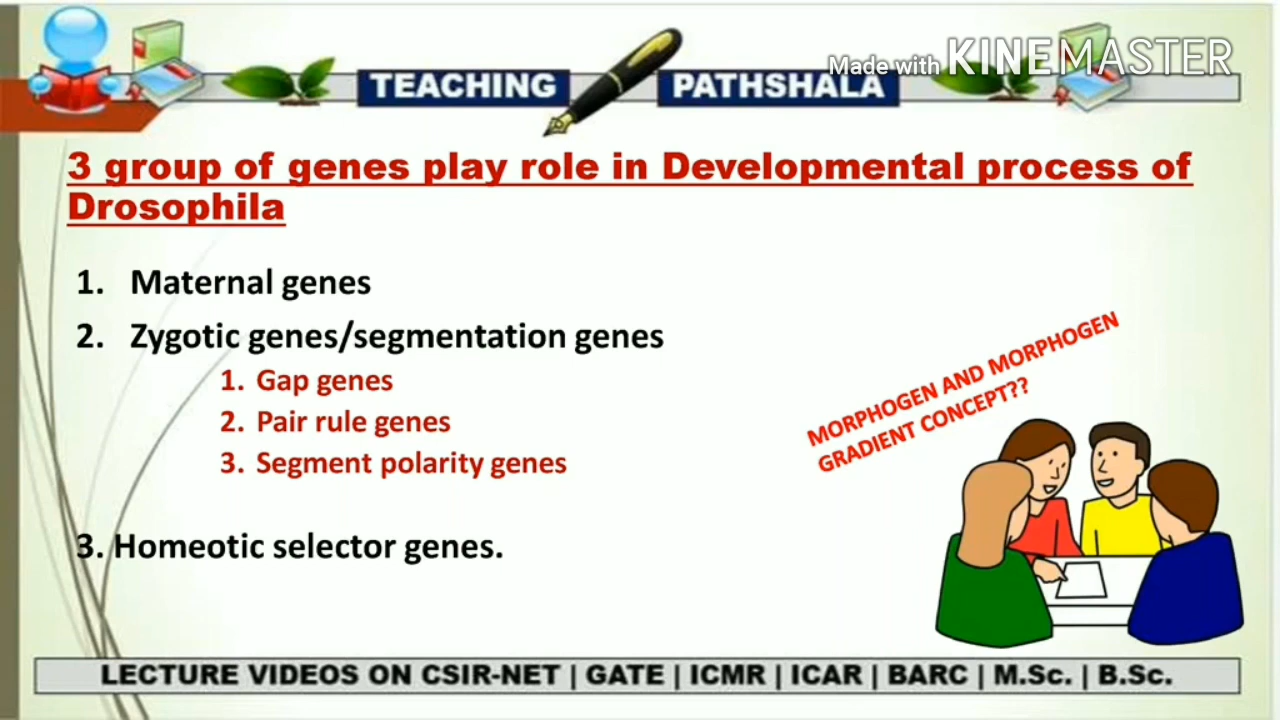 Made with KINEMASTER
TEACHING PATHSHALA
3 group of genes play role in Developmental process of
Drosophila
1. Maternal genes
2. Zygotic genes/segmentation genes
1. Gap genes
2. Pair rule genes
3. Segment polarity genes
MORPHOGEN AND MORPHOGEN
GRADIENT CONCEPT??
3. Homeotic selector genes.
LECTURE VIDEOS ON CSIR-NET | GATE | ICMR | ICAR | BARC | M.Sc. | B.Sc.